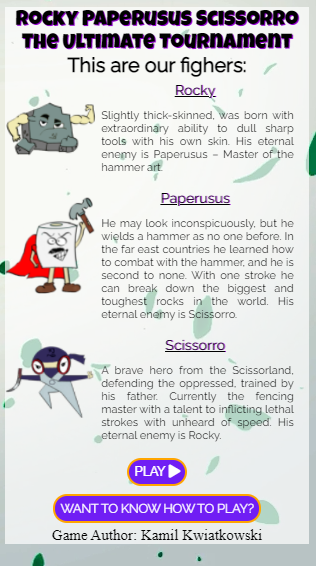 Rocky Paperusus Scissorro
The Ultimate Tournament
This are our fighers:
Rocky
Slightly thick-skinned, was born with
extraordinary ability to dull sharp
tools with his own skin. His eternal
enemy is Paperusus – Master of the
hammer art.
Paperusus
He may look inconspicuously, but he
wields a hammer as no one before. In
the far east countries he learned how
to combat with the hammer, and he is
second to none. With one stroke he
can break down the biggest and
toughest rocks in the world. His
eternal enemy is Scissorro.
Scissorro
A brave hero from the Scissorland,
defending the oppressed, trained by
his father. Currently the fencing
master with a talent to inflicting lethal
strokes with unheard of speed. His
eternal enemy is Rocky.
PLAY
WANT TO KNOW HOW TO PLAY?
Game Author: Kamil Kwiatkowski